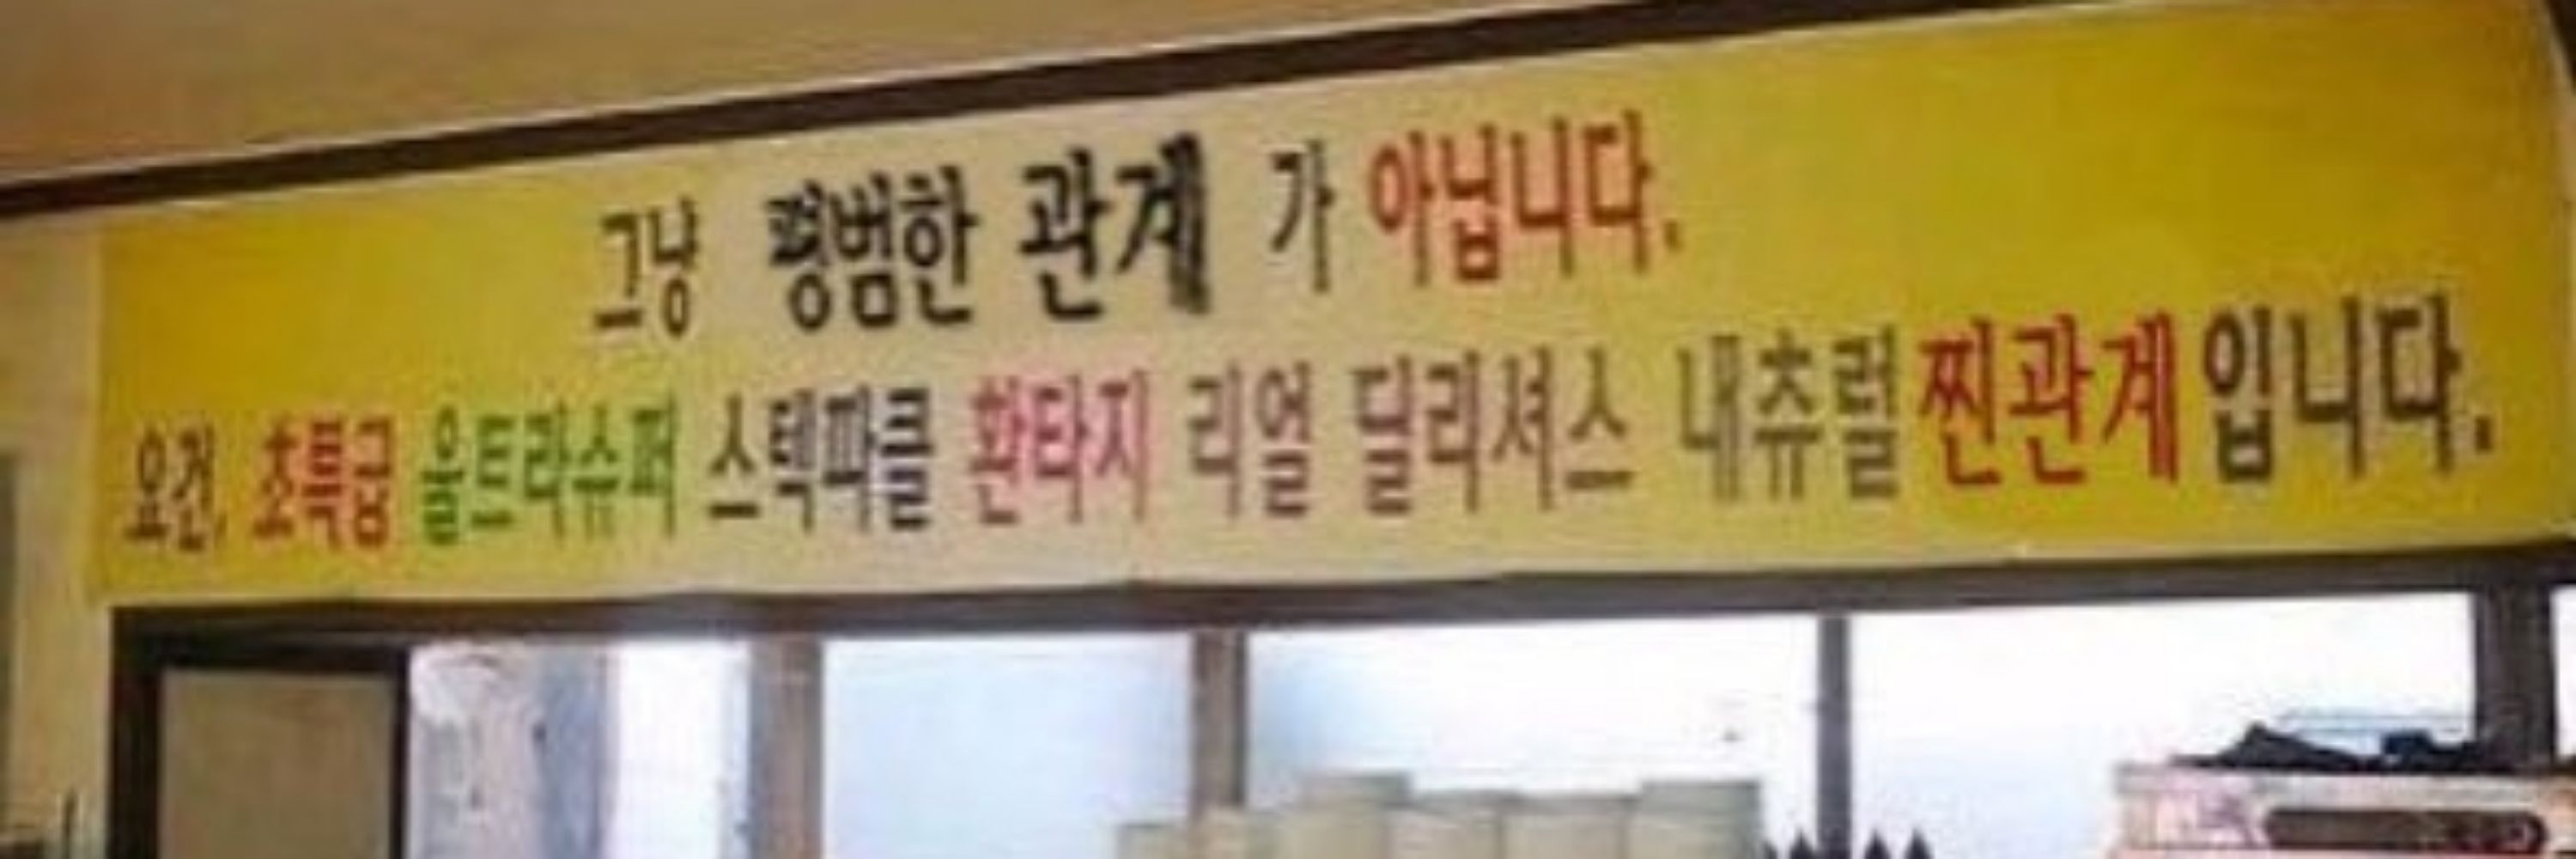 그냥 평범한 관계 가 아닙니다.
요건, 초특급 울트라슈퍼 스텍파클 환타지 리얼 딜리셔스 내츄럴 찐관계 입니다.